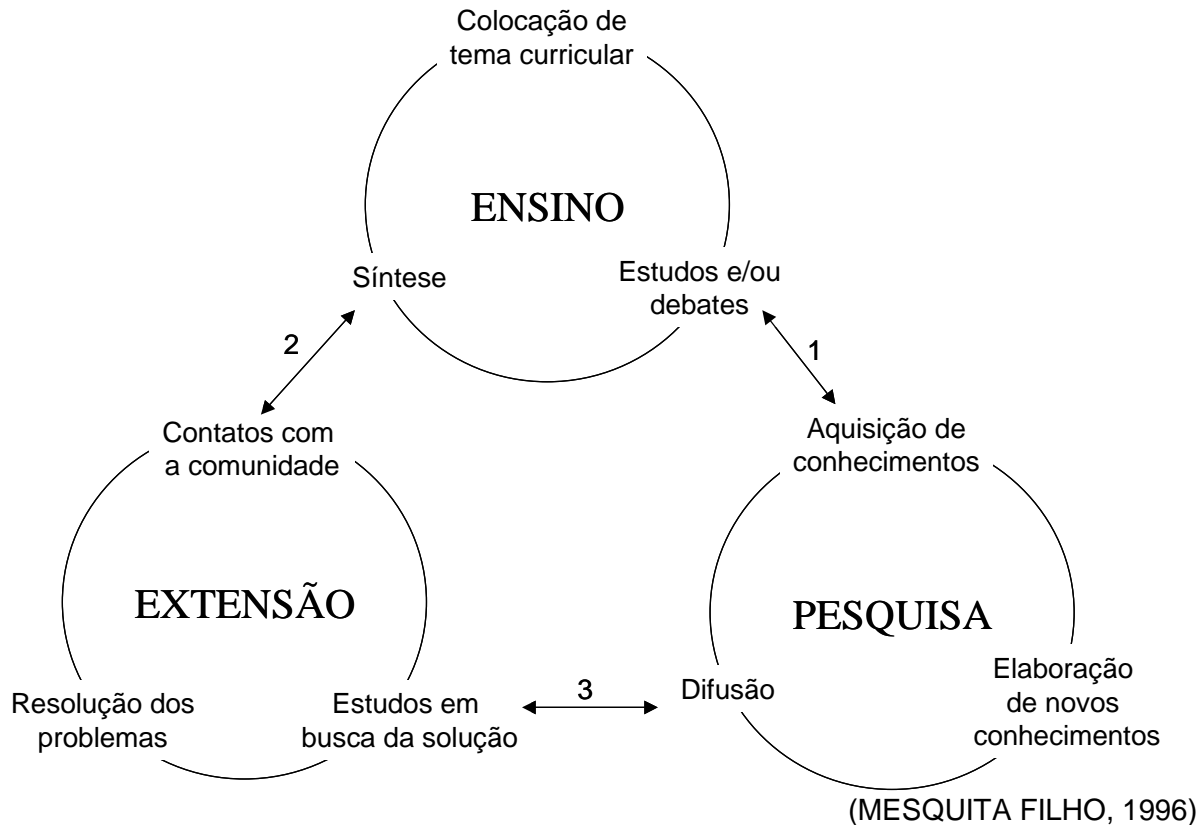 Colocação de
tema curricular
ENSINO
Síntese
Estudos e/ou
debates
2
1
Contatos com
a comunidade
Aquisição de
conhecimentos
EXTENSÃO
PESQUISA
Resolução dos
problemas
Estudos em
busca da solução
3
Difusão
Elaboração
de novos
conhecimentos
(MESQUITA FILHO, 1996)